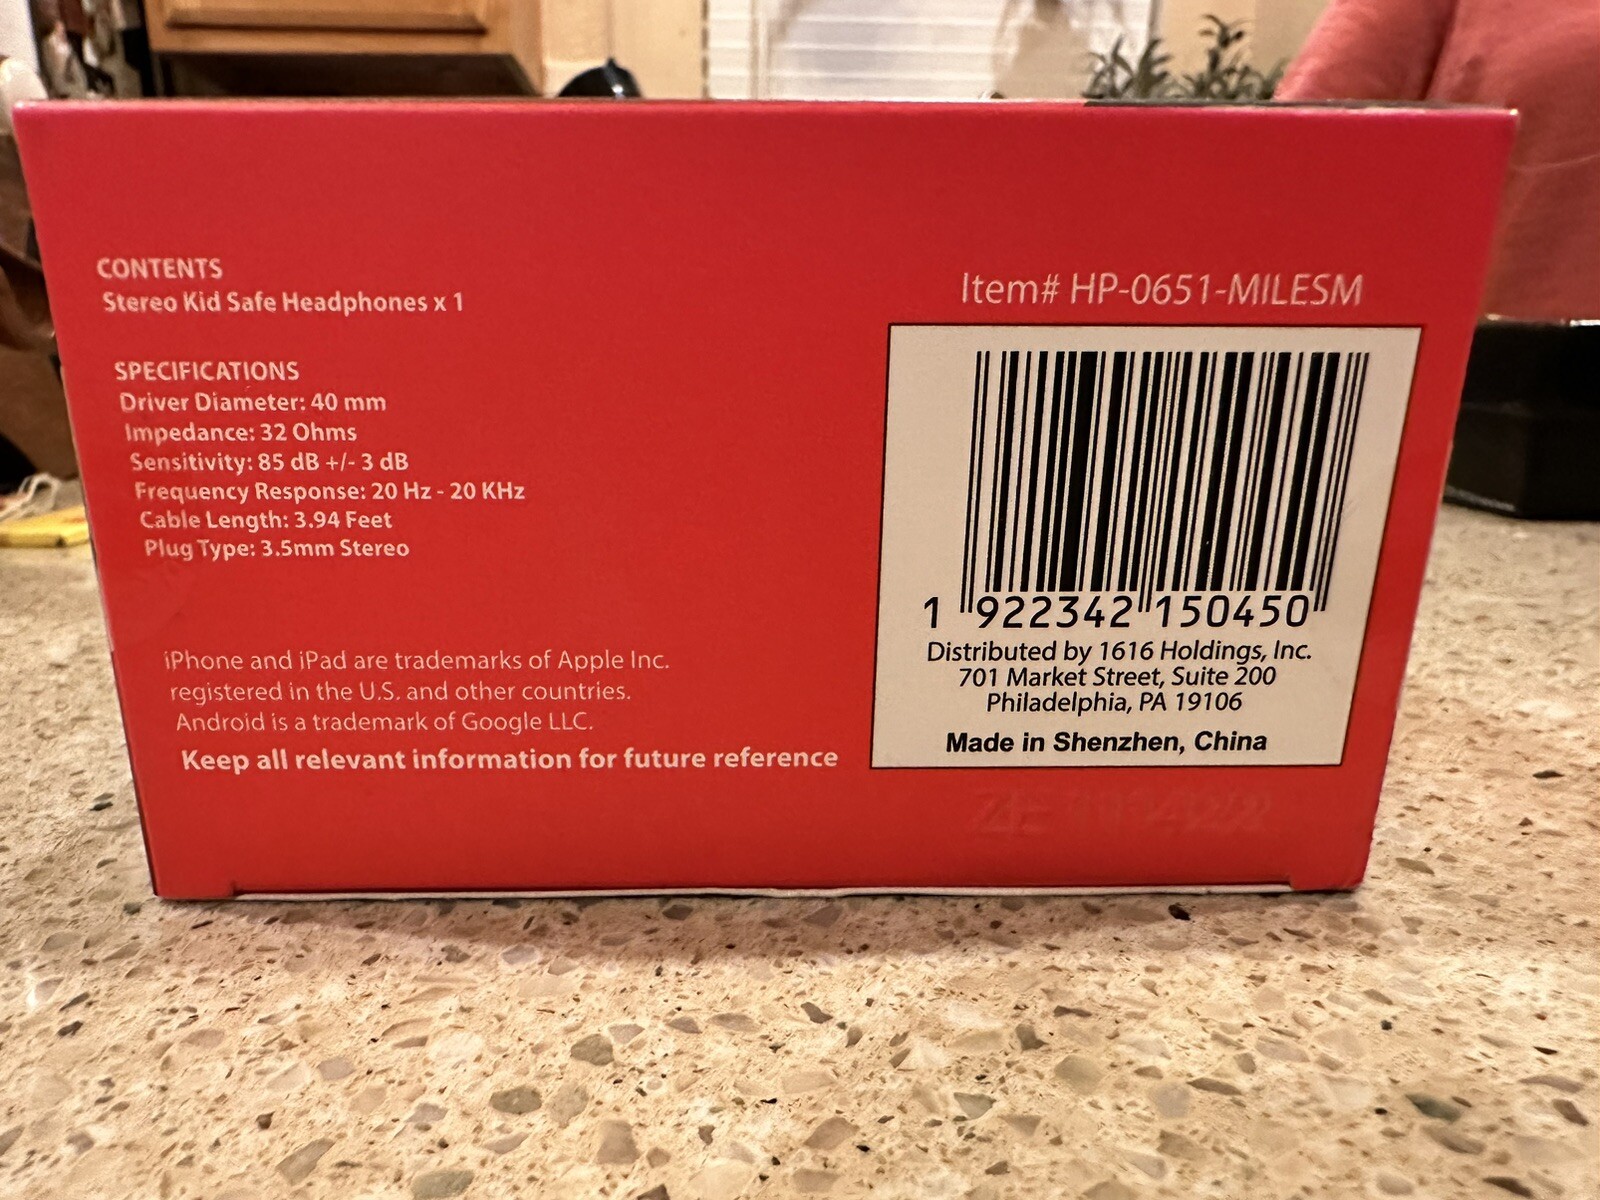 CONTENTS
Stereo Kid Safe Headphones x 1
SPECIFICATIONS
Driver Diameter: 40 mm
Impedance: 32 Ohms
Sensitivity: 85 dB +/- 3 dB
Frequency Response: 20 Hz - 20 KHz
Cable Length: 3.94 Feet
Plug Type: 3.5mm Stereo
iPhone and iPad are trademarks of Apple Inc.
registered in the U.S. and other countries.
Android is a trademark of Google LLC.
Keep all relevant information for future reference
Item# HP-0651-MILESM
1 922342 150450
Distributed by 1616 Holdings, Inc.
701 Market Street, Suite 200
Philadelphia, PA 19106
Made in Shenzhen, China